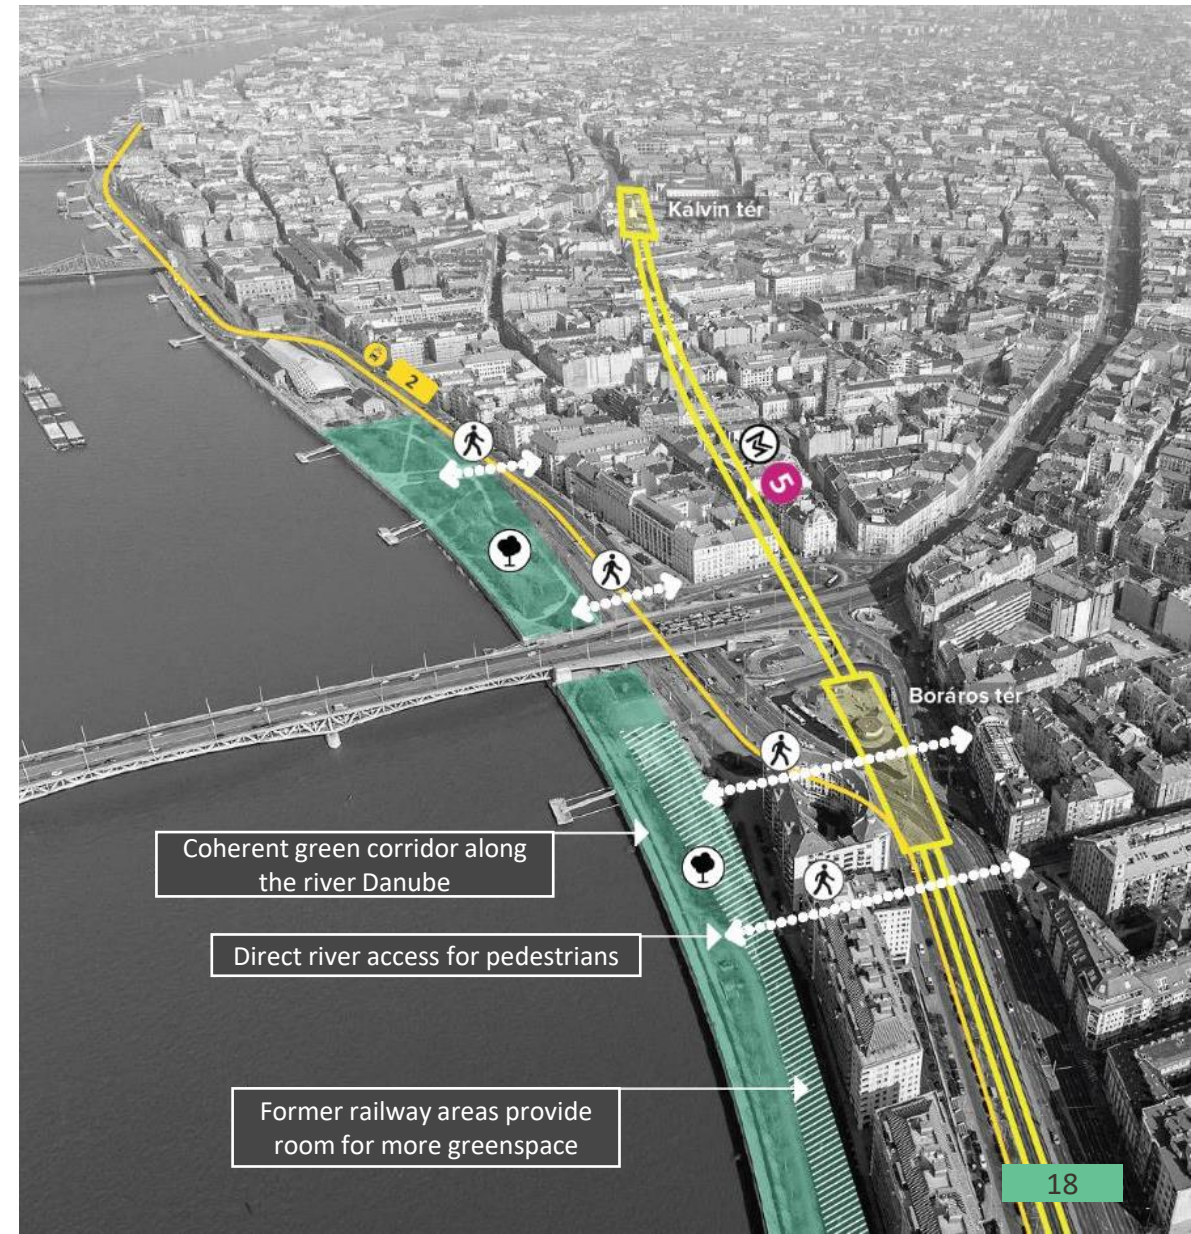 Kálvin tér
2
5
Boráros tér
Coherent green corridor along
the river Danube
Direct river access for pedestrians
Former railway areas provide
room for more greenspace
18